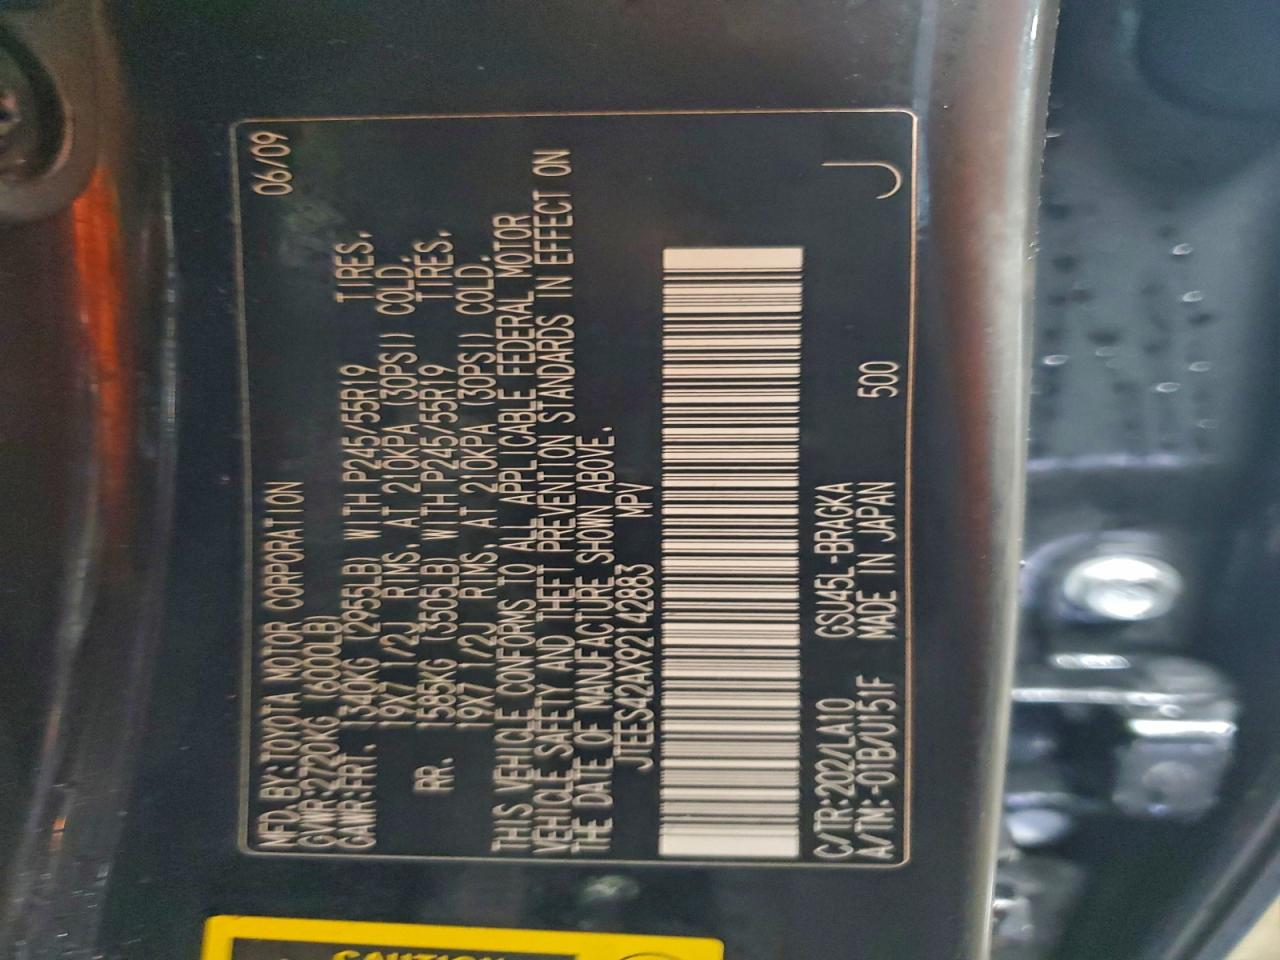 MFD.BY:TOYOTA MOTOR CORPORATION 06/09
GVWR:2720KG (6000LB)
GAWR FRT. 1340KG (2955LB) WITH P245/55R19 TIRES,
19X7 1/2J RIMS, AT 210KPA (30PSI) COLD.
RR. 1585KG (3505LB) WITH P245/55R19 TIRES,
19X7 1/2J RIMS, AT 210KPA (30PSI) COLD.
THIS VEHICLE CONFORMS TO ALL APPLICABLE FEDERAL MOTOR
VEHICLE SAFETY AND THEFT PREVENTION STANDARDS IN EFFECT ON
THE DATE OF MANUFACTURE SHOWN ABOVE.
JTEES42AX92142883 MPV
C/TR:202/LA10 GSU45L-BRAGKA
A/TM:-01B/U151F MADE IN JAPAN 500 J
CAUTION